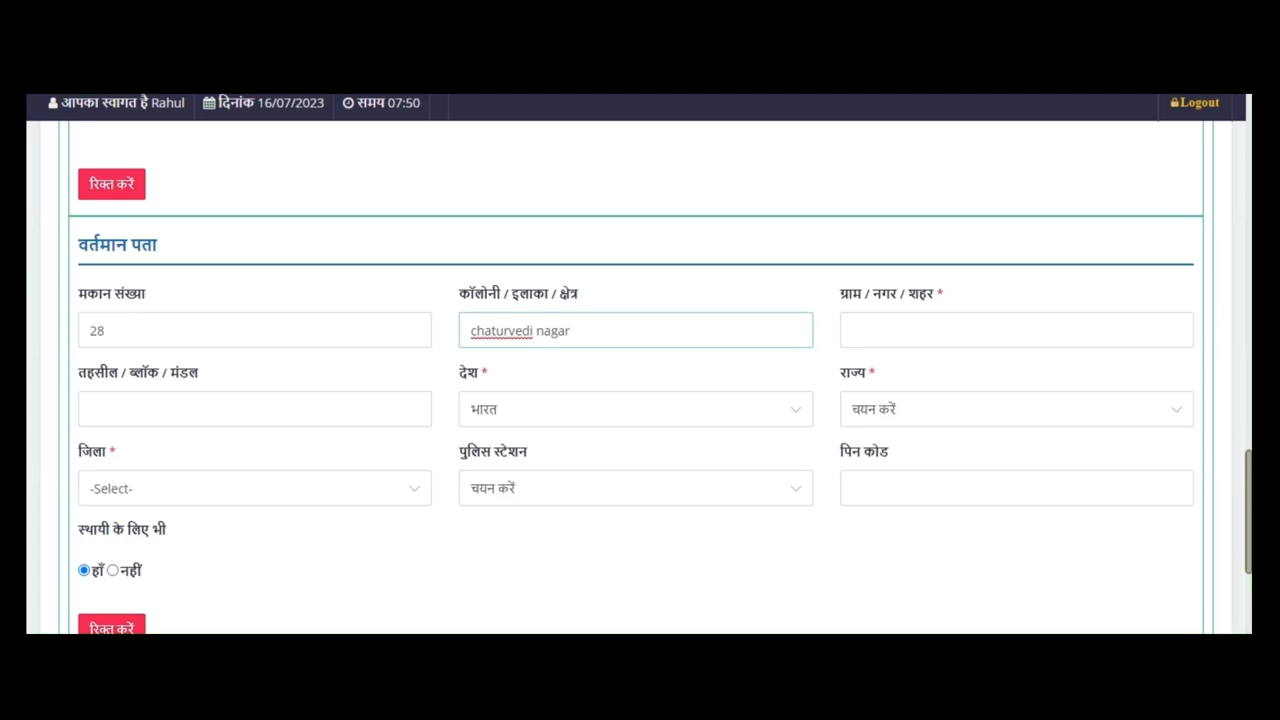 आपका स्वागत है Rahul दिनांक 16/07/2023 समय 07:50 Logout
रिक्त करें
वर्तमान पता
मकान संख्या कॉलोनी / इलाका / क्षेत्र ग्राम / नगर / शहर *
28 chaturvedi nagar
तहसील / ब्लॉक / मंडल देश * राज्य *
भारत चयन करें
जिला * पुलिस स्टेशन पिन कोड
-Select- चयन करें
स्थायी के लिए भी
हाँ नहीं
रिक्त करें